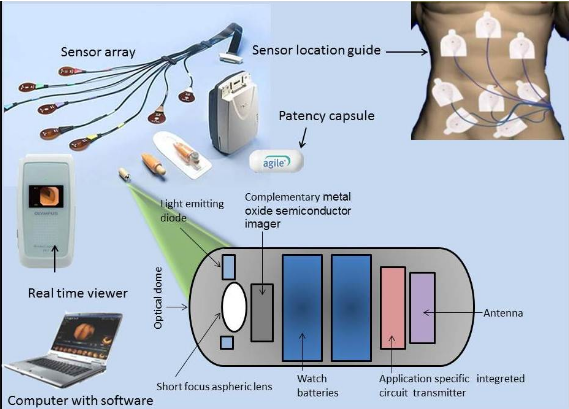 Sensor array
Sensor location guide
Patency capsule
agile
Light emitting
diode
Complementary metal
oxide semiconductor
imager
OLYMPUS
Real time viewer
Optical dome
Antenna
Short focus aspheric lens
Watch
batteries
Application specific integreted
circuit transmitter
Computer with software